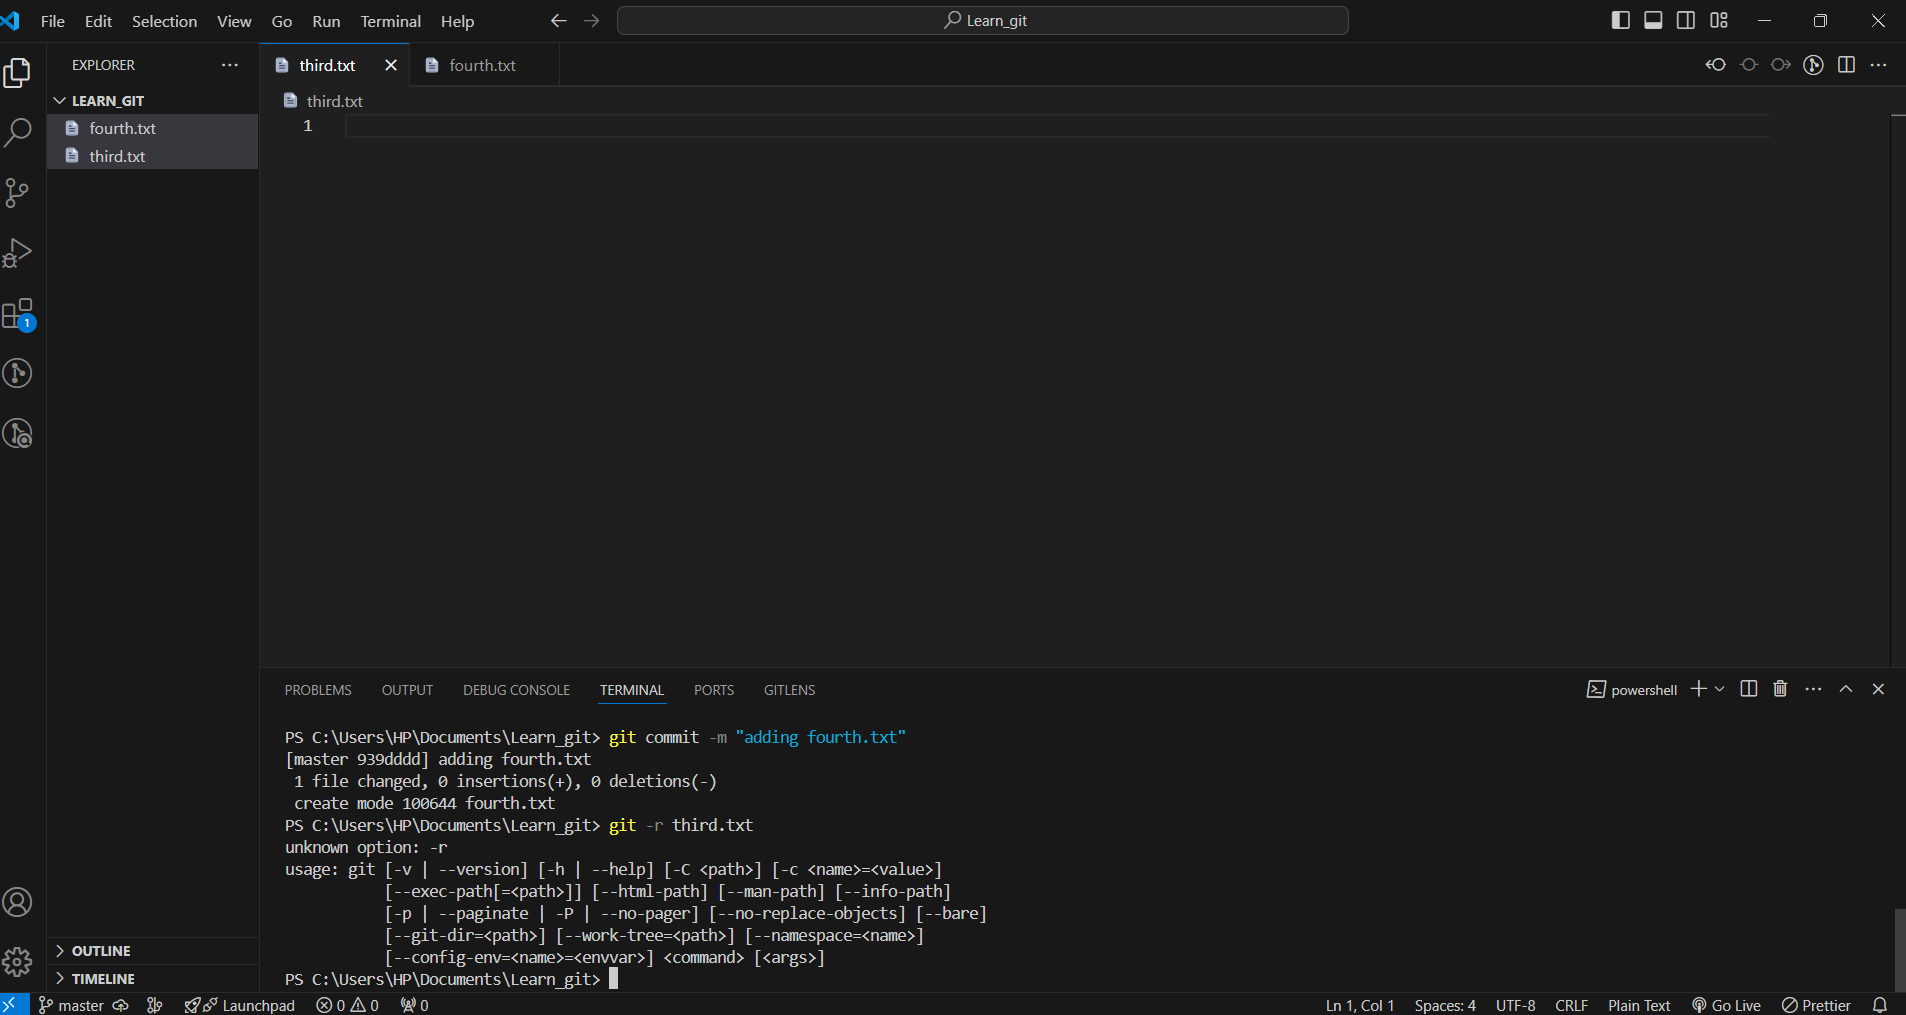 File Edit Selection View Go Run Terminal Help
Learn_git
EXPLORER
third.txt
fourth.txt
LEARN_GIT
fourth.txt
third.txt
third.txt
1
1
PROBLEMS OUTPUT DEBUG CONSOLE TERMINAL PORTS GITLENS
powershell
PS C:\Users\HP\Documents\Learn_git> git commit -m "adding fourth.txt"
[master 939dddd] adding fourth.txt
1 file changed, 0 insertions(+), 0 deletions(-)
create mode 100644 fourth.txt
PS C:\Users\HP\Documents\Learn_git> git -r third.txt
unknown option: -r
usage: git [-v | --version] [-h | --help] [-C <path>] [-c <name>=<value>]
[--exec-path[=<path>]] [--html-path] [--man-path] [--info-path]
[-p | --paginate | -P | --no-pager] [--no-replace-objects] [--bare]
[--git-dir=<path>] [--work-tree=<path>] [--namespace=<name>]
[--config-env=<name>=<envvar>] <command> [<args>]
PS C:\Users\HP\Documents\Learn_git>
OUTLINE
TIMELINE
master Launchpad 0 0 0 Ln 1, Col 1 Spaces: 4 UTF-8 CRLF Plain Text Go Live Prettier